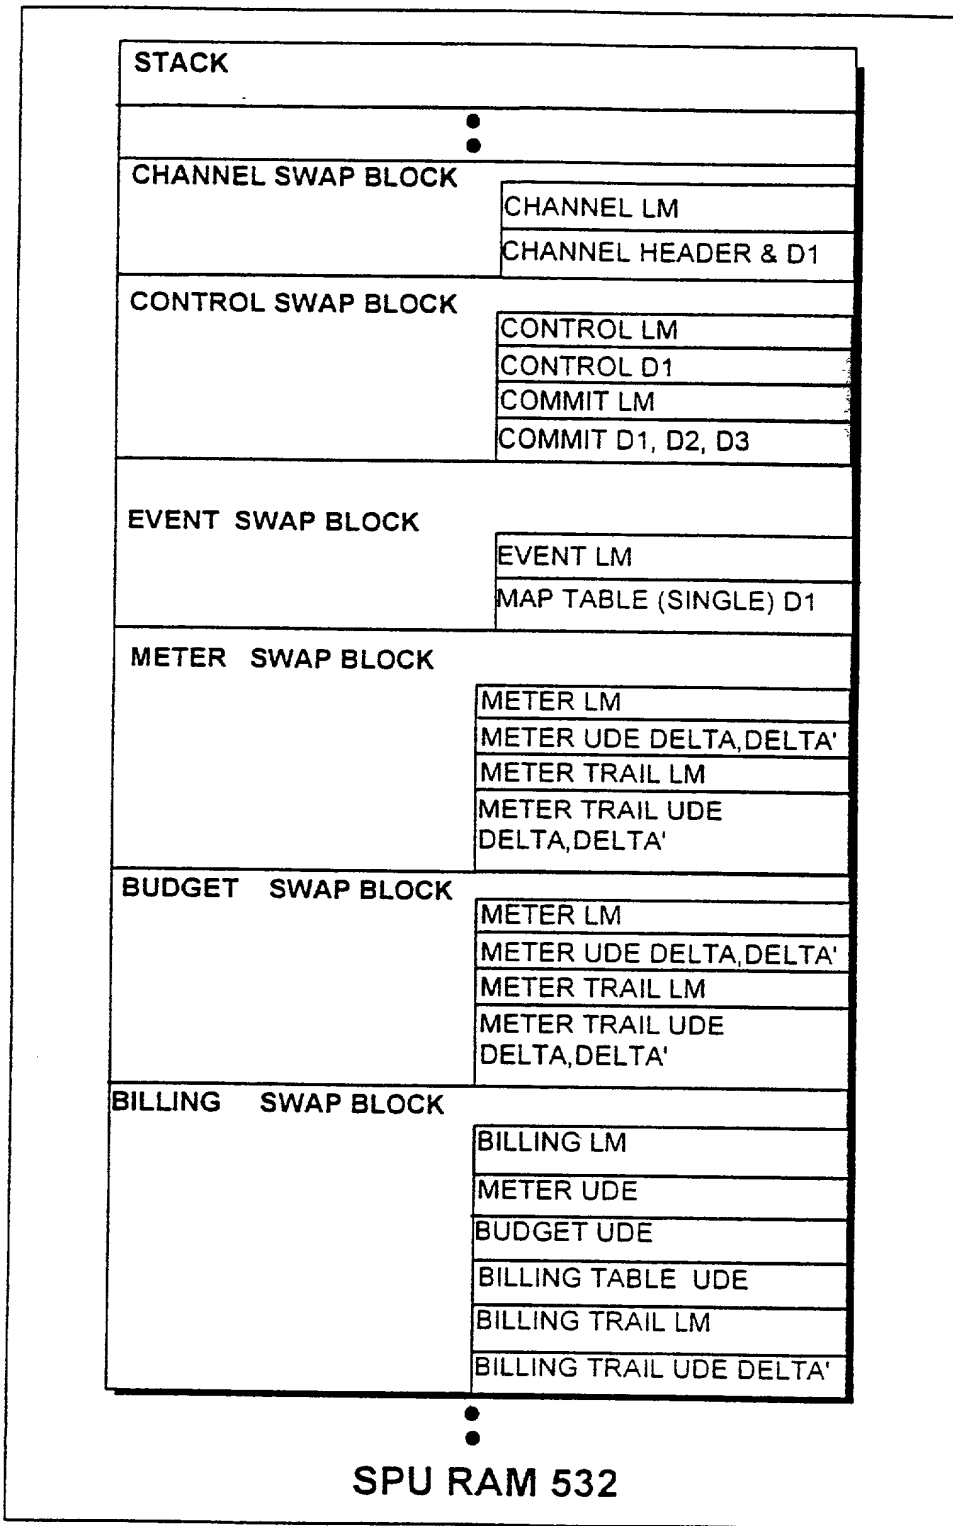 STACK
CHANNEL SWAP BLOCK
CHANNEL LM
CHANNEL HEADER & D1
CONTROL SWAP BLOCK
CONTROL LM
CONTROL D1
COMMIT LM
COMMIT D1, D2, D3
EVENT SWAP BLOCK
EVENT LM
MAP TABLE (SINGLE) D1
METER SWAP BLOCK
METER LM
METER UDE DELTA,DELTA'
METER TRAIL LM
METER TRAIL UDE
DELTA,DELTA'
BUDGET SWAP BLOCK
METER LM
METER UDE DELTA,DELTA'
METER TRAIL LM
METER TRAIL UDE
DELTA,DELTA'
BILLING SWAP BLOCK
BILLING LM
METER UDE
BUDGET UDE
BILLING TABLE UDE
BILLING TRAIL LM
BILLING TRAIL UDE DELTA'
SPU RAM 532